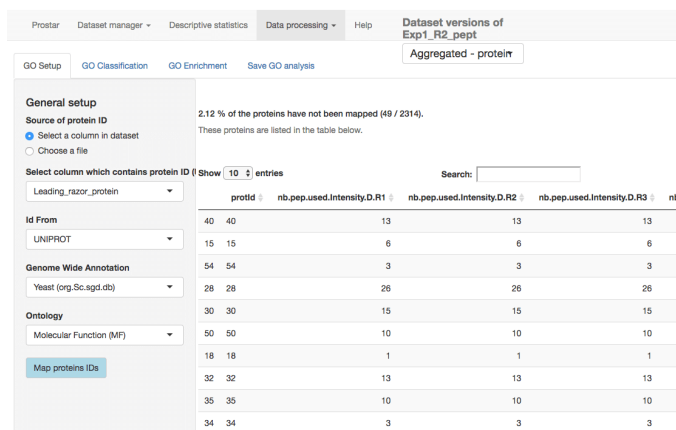 Prostar Dataset manager Descriptive statistics Data processing Help Dataset versions of
Exp1_R2_pept
Aggregated - protein
GO Setup GO Classification GO Enrichment Save GO analysis
General setup
Source of protein ID
Select a column in dataset
Choose a file
Select column which contains protein ID (
Leading_razor_protein
Id From
UNIPROT
Genome Wide Annotation
Yeast (org.Sc.sgd.db)
Ontology
Molecular Function (MF)
Map proteins IDs
2.12 % of the proteins have not been mapped (49 / 2314).
These proteins are listed in the table below.
Show 10 entries Search:
protId nb.pep.used.Intensity.D.R1 nb.pep.used.Intensity.D.R2 nb.pep.used.Intensity.D.R3
40 40 13 13 13
15 15 6 6 6
54 54 3 3 3
28 28 26 26 26
30 30 15 15 15
50 50 10 10 10
18 18 1 1 1
32 32 13 13 13
35 35 10 10 10
34 34 3 3 3